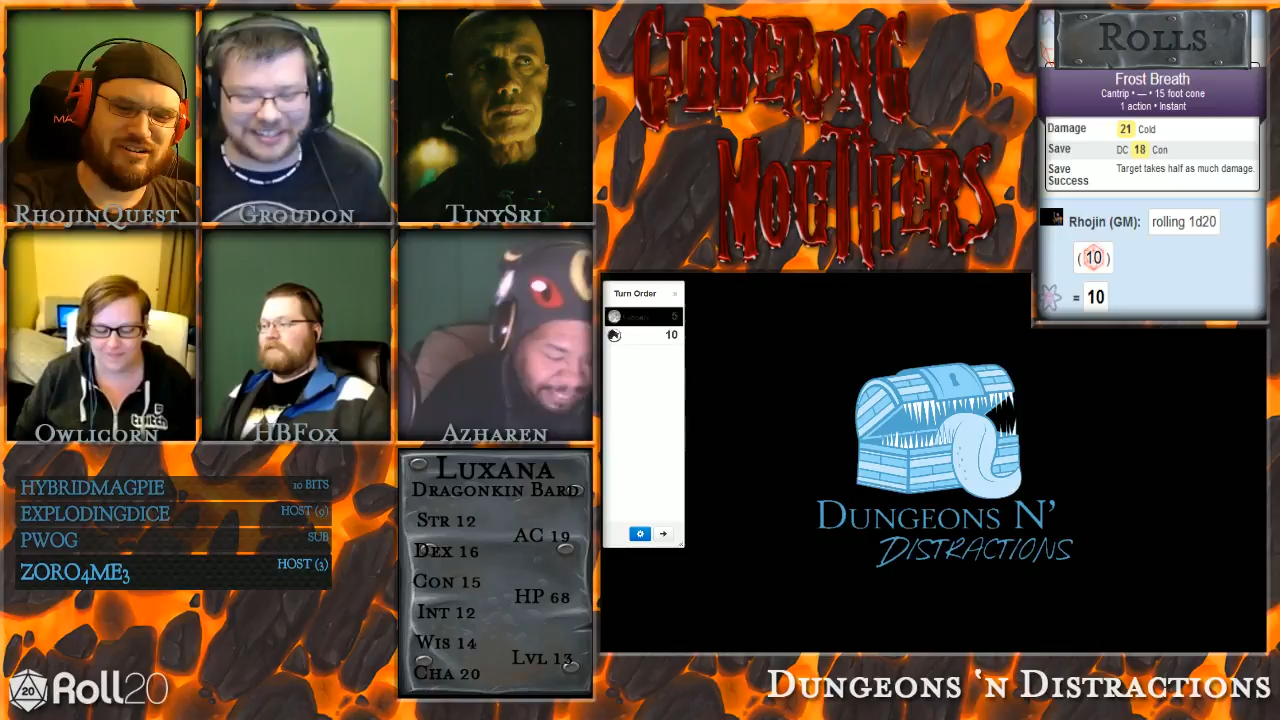 RhojinQuest
Groudon
TinySri
Owlicorn
HBFox
Azharen
Gibbering
Mouthers
Rolls
Frost Breath
Cantrip • — • 15 foot cone
1 action • Instant
Damage 21 Cold
Save DC 18 Con
Save Success Target takes half as much damage.
Rhojin (GM): rolling 1d20
(10)
= 10
Turn Order »
5
10
Dungeons N'
Distractions
HYBRIDMAGPIE 10 BITS
EXPLODINGDICE HOST (9)
PWOG SUB
ZORO4ME3 HOST (3)
Luxana
Dragonkin Bard
Str 12
Dex 16
Con 15
Int 12
Wis 14
Cha 20
AC 19
HP 68
Lvl 13
twitch
20
Roll20
Dungeons 'n Distractions